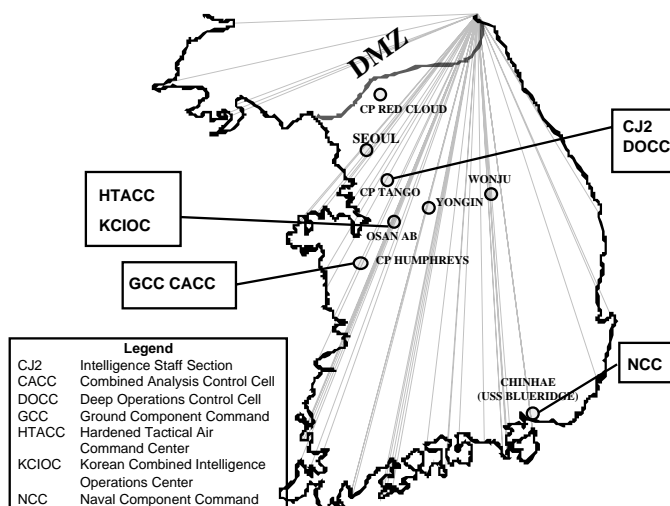 DMZ
CP RED CLOUD
SEOUL
CJ2
DOCC
CP TANGO
WONJU
HTACC
KCIOC
YONGIN
OSAN AB
CP HUMPHREYS
GCC CACC
NCC
CHINHAE
(USS BLUERIDGE)
Legend
CJ2 Intelligence Staff Section
CACC Combined Analysis Control Cell
DOCC Deep Operations Control Cell
GCC Ground Component Command
HTACC Hardened Tactical Air
Command Center
KCIOC Korean Combined Intelligence
Operations Center
NCC Naval Component Command